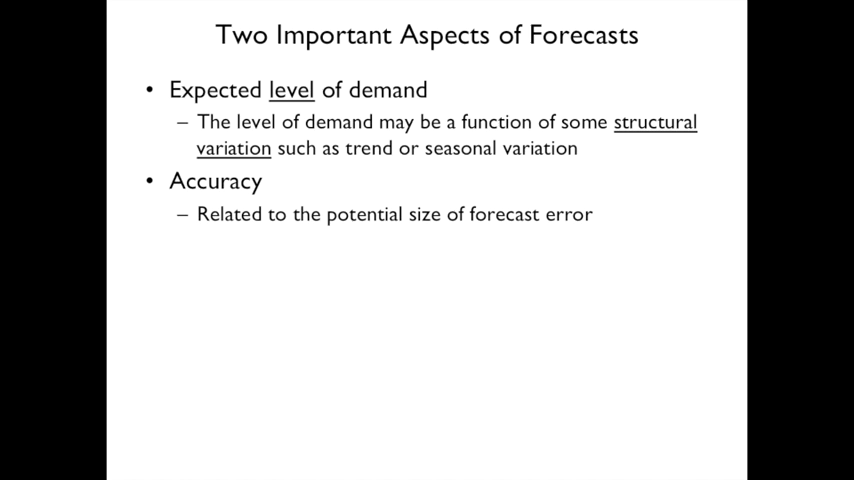 Two Important Aspects of Forecasts
• Expected level of demand
– The level of demand may be a function of some structural
variation such as trend or seasonal variation
• Accuracy
– Related to the potential size of forecast error